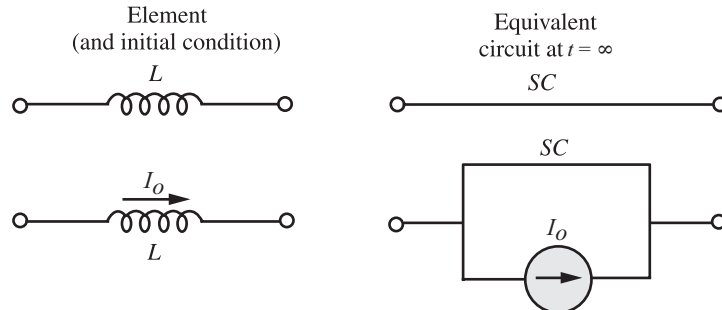 Element
(and initial condition)
Equivalent
circuit at t = ∞
L
SC
I_o
L
SC
I_o